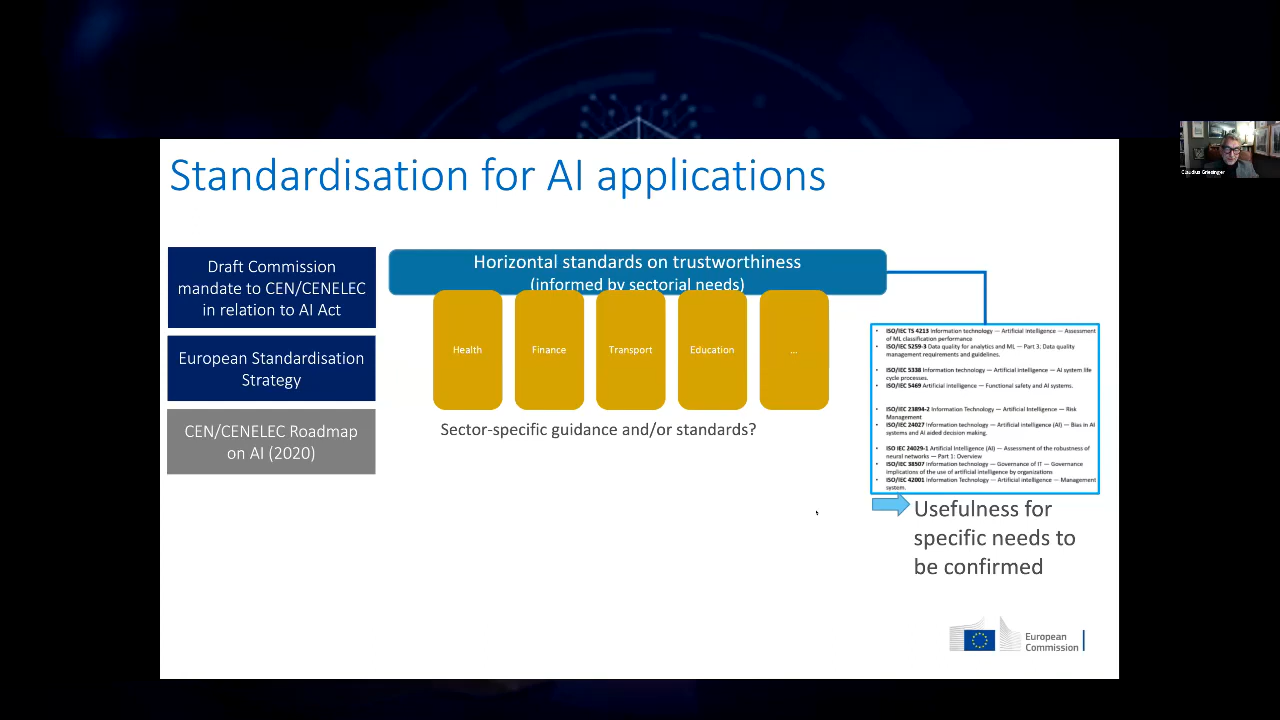 Standardisation for AI applications
Claudius Griesinger
Draft Commission
mandate to CEN/CENELEC
in relation to AI Act
European Standardisation
Strategy
CEN/CENELEC Roadmap
on AI (2020)
Horizontal standards on trustworthiness
(informed by sectorial needs)
Health
Finance
Transport
Education
...
Sector-specific guidance and/or standards?
• ISO/IEC TS 4213 Information technology — Artificial Intelligence — Assessment
of ML classification performance
• ISO/IEC 5259-3 Data quality for analytics and ML — Part 3: Data quality
management requirements and guidelines.
• ISO/IEC 5338 Information technology — Artificial intelligence — AI system life
cycle processes.
• ISO/IEC 5469 Artificial intelligence — Functional safety and AI systems.
• ISO/IEC 23894-2 Information Technology — Artificial Intelligence — Risk
Management
• ISO/IEC 24027 Information technology — Artificial intelligence (AI) — Bias in AI
systems and AI aided decision making.
• ISO IEC 24029-1 Artificial Intelligence (AI) — Assessment of the robustness of
neural networks — Part 1: Overview
• ISO/IEC 38507 Information technology — Governance of IT — Governance
implications of the use of artificial intelligence by organizations
• ISO/IEC 42001 Information Technology — Artificial intelligence — Management
system.
Usefulness for
specific needs to
be confirmed
European
Commission